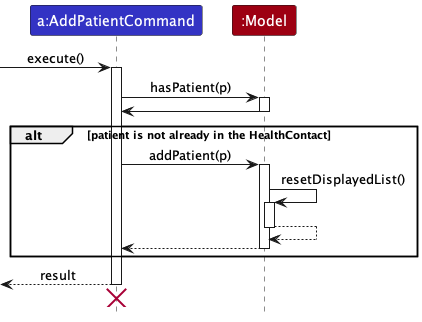 a:AddPatientCommand
:Model
execute()
hasPatient(p)
alt
[patient is not already in the HealthContact]
addPatient(p)
resetDisplayedList()
result